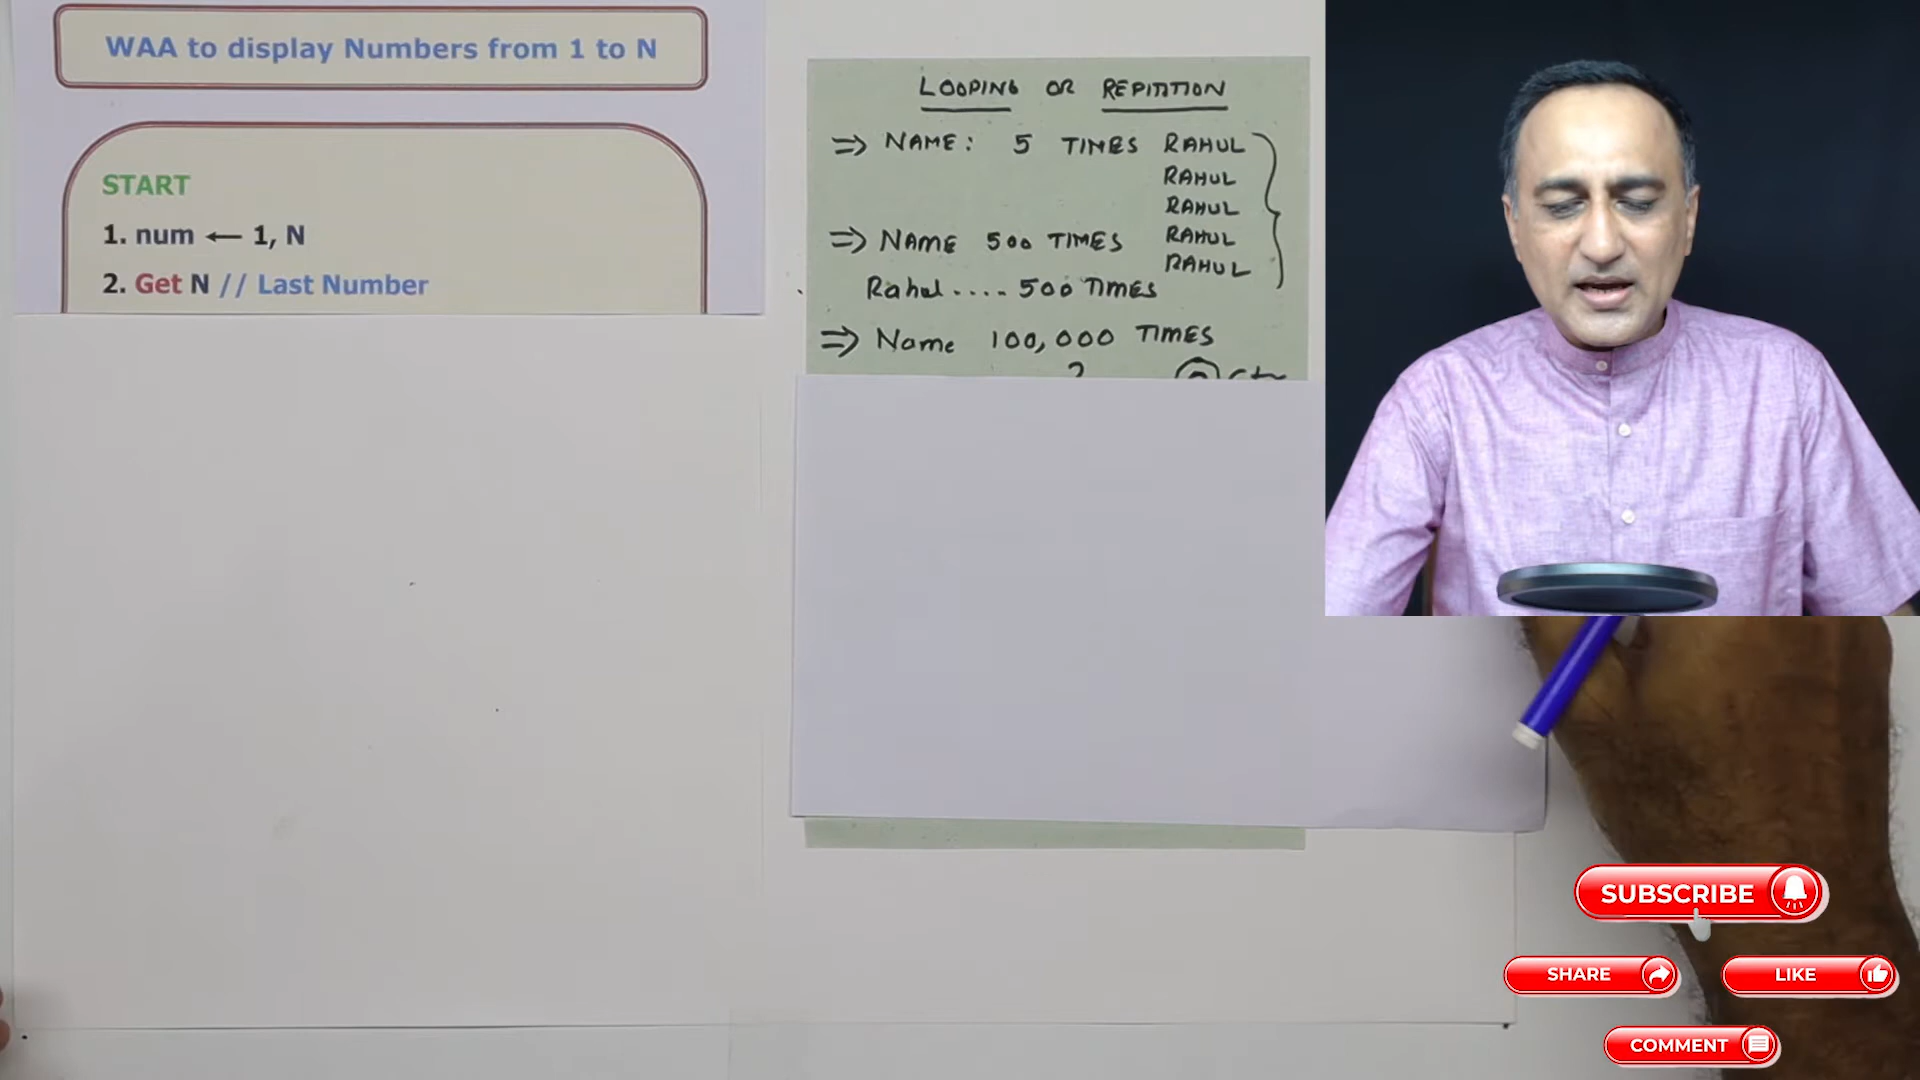 WAA to display Numbers from 1 to N
START
1. num ← 1, N
2. Get N // Last Number
LOOPING OR REPITITION
⇒ NAME: 5 TIMES RAHUL
RAHUL
RAHUL
⇒ NAME 500 TIMES RAHUL
RAHUL
Rahul .... 500 TIMES
⇒ Name 100,000 TIMES
?
SUBSCRIBE
SHARE
LIKE
COMMENT